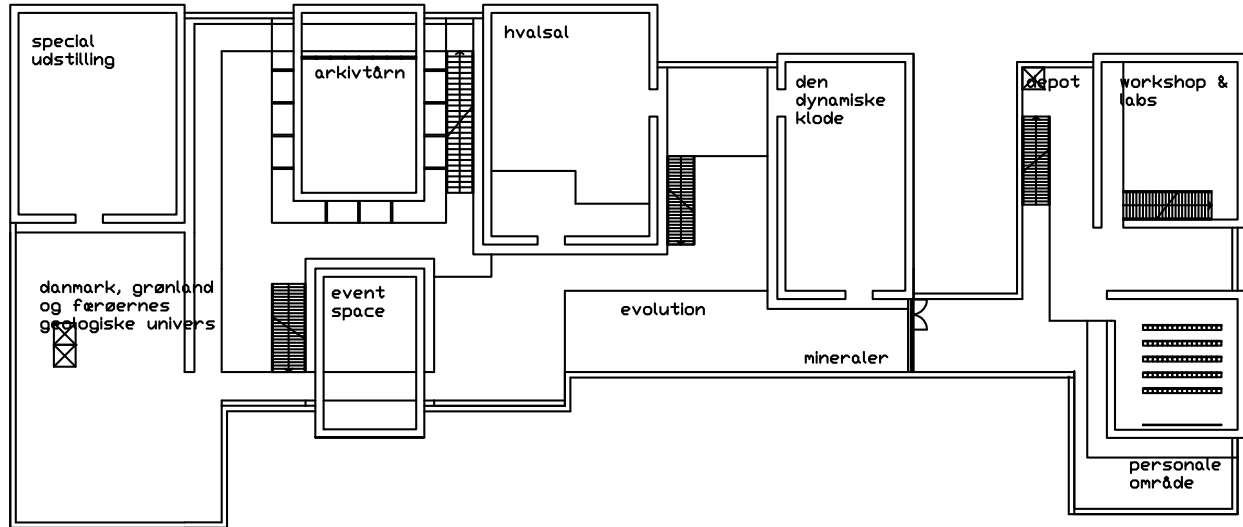 special
udstilling
arkivtårn
hvalsal
den
dynamiske
klode
depot
workshop &
labs
danmark, grønland
og færøernes
geologiske univers
event
space
evolution
mineraler
personale
område